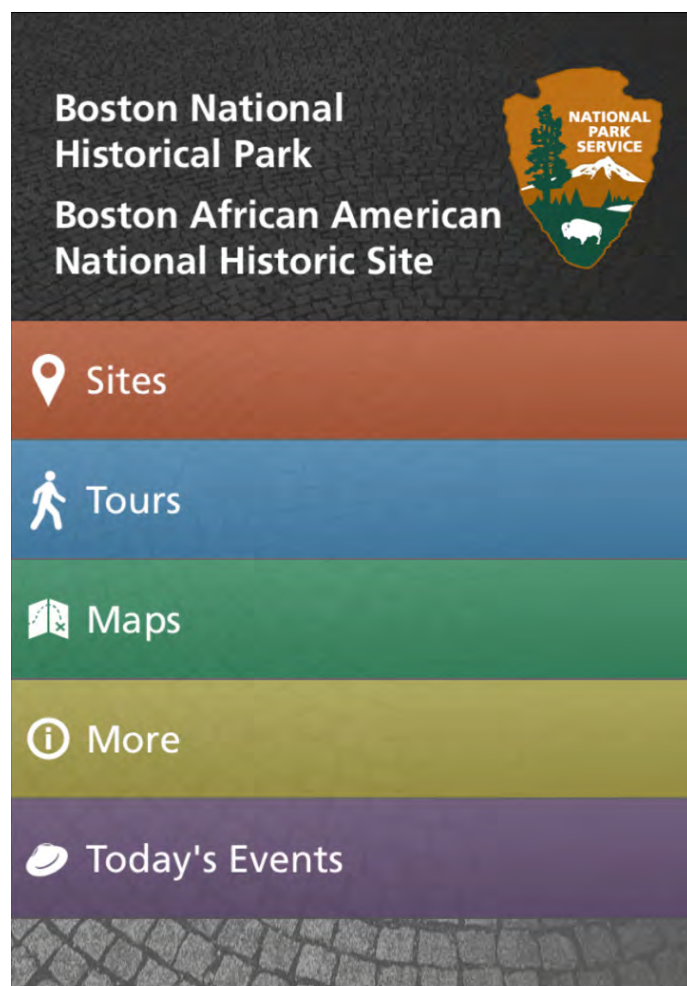 Boston National
Historical Park
Boston African American
National Historic Site
NATIONAL
PARK
SERVICE
Sites
Tours
Maps
More
Today's Events